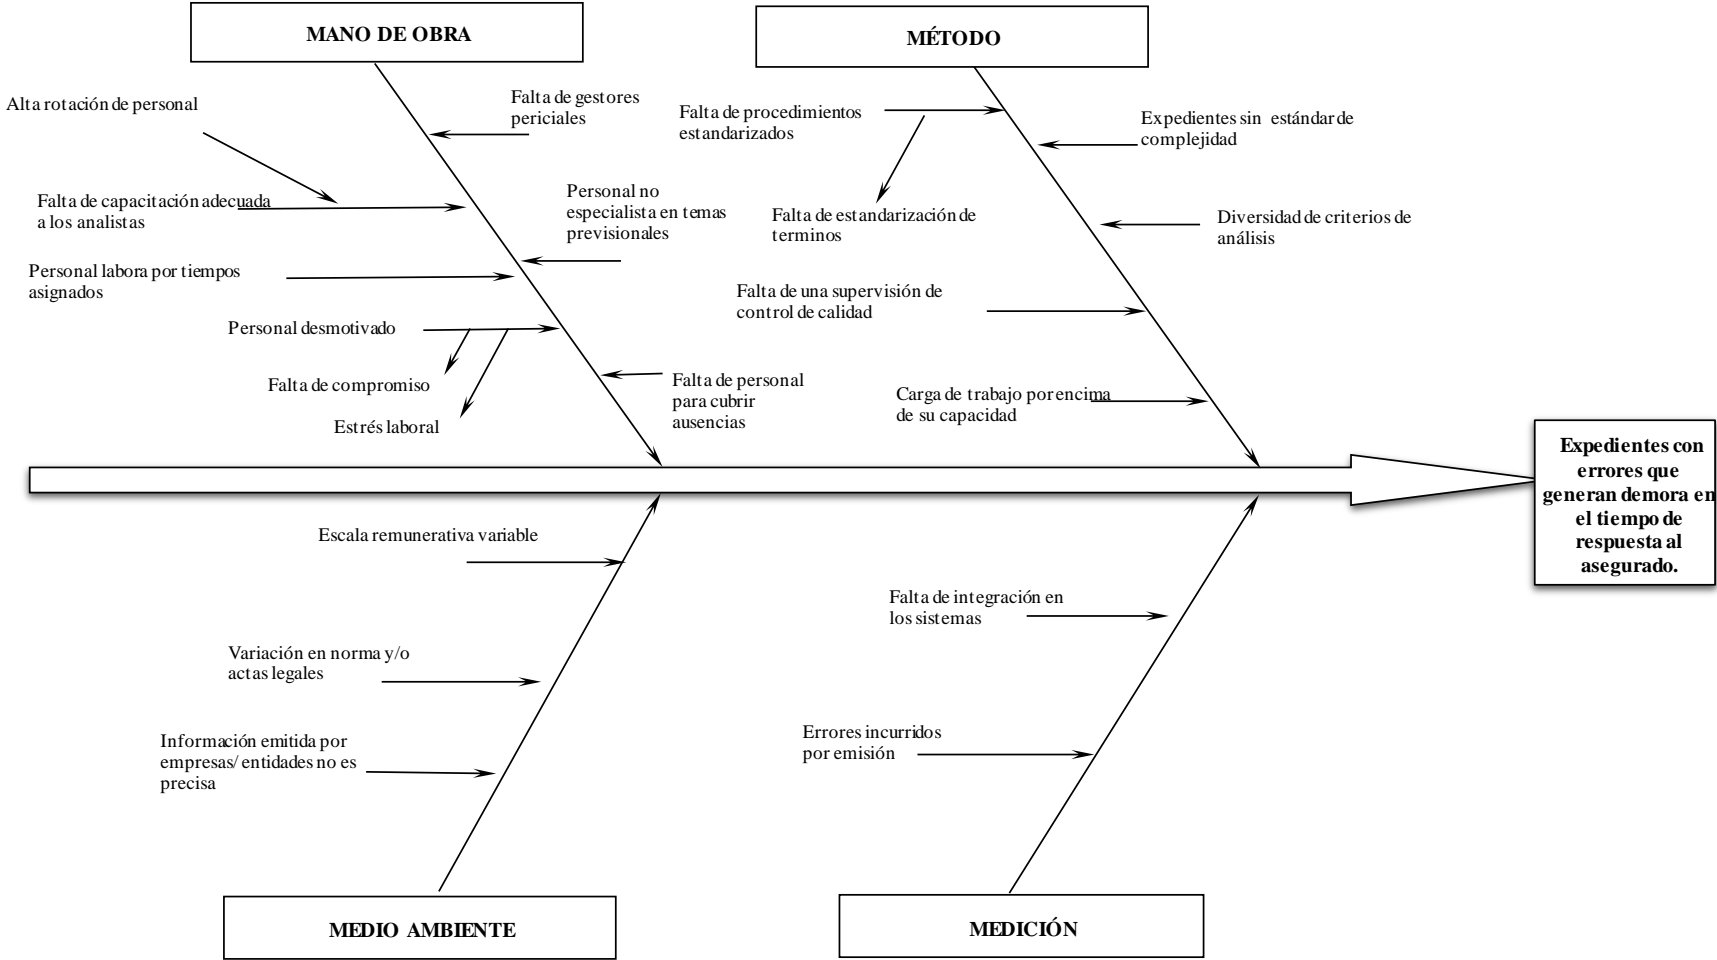 MANO DE OBRA
MÉTODO
Alta rotación de personal
Falta de gestores
periciales
Falta de capacitación adecuada
a los analistas
Personal no
especialista en temas
previsionales
Personal labora por tiempos
asignados
Personal desmotivado
Falta de compromiso
Estrés laboral
Falta de personal
para cubrir
ausencias
Falta de procedimientos
estandarizados
Expedientes sin estándar de
complejidad
Falta de estandarización de
terminos
Diversidad de criterios de
análisis
Falta de una supervisión de
control de calidad
Carga de trabajo por encima
de su capacidad
Expedientes con
errores que
generan demora en
el tiempo de
respuesta al
asegurado.
Escala remunerativa variable
Variación en norma y/o
actas legales
Información emitida por
empresas/ entidades no es
precisa
Falta de integración en
los sistemas
Errores incurridos
por emisión
MEDIO AMBIENTE
MEDICIÓN